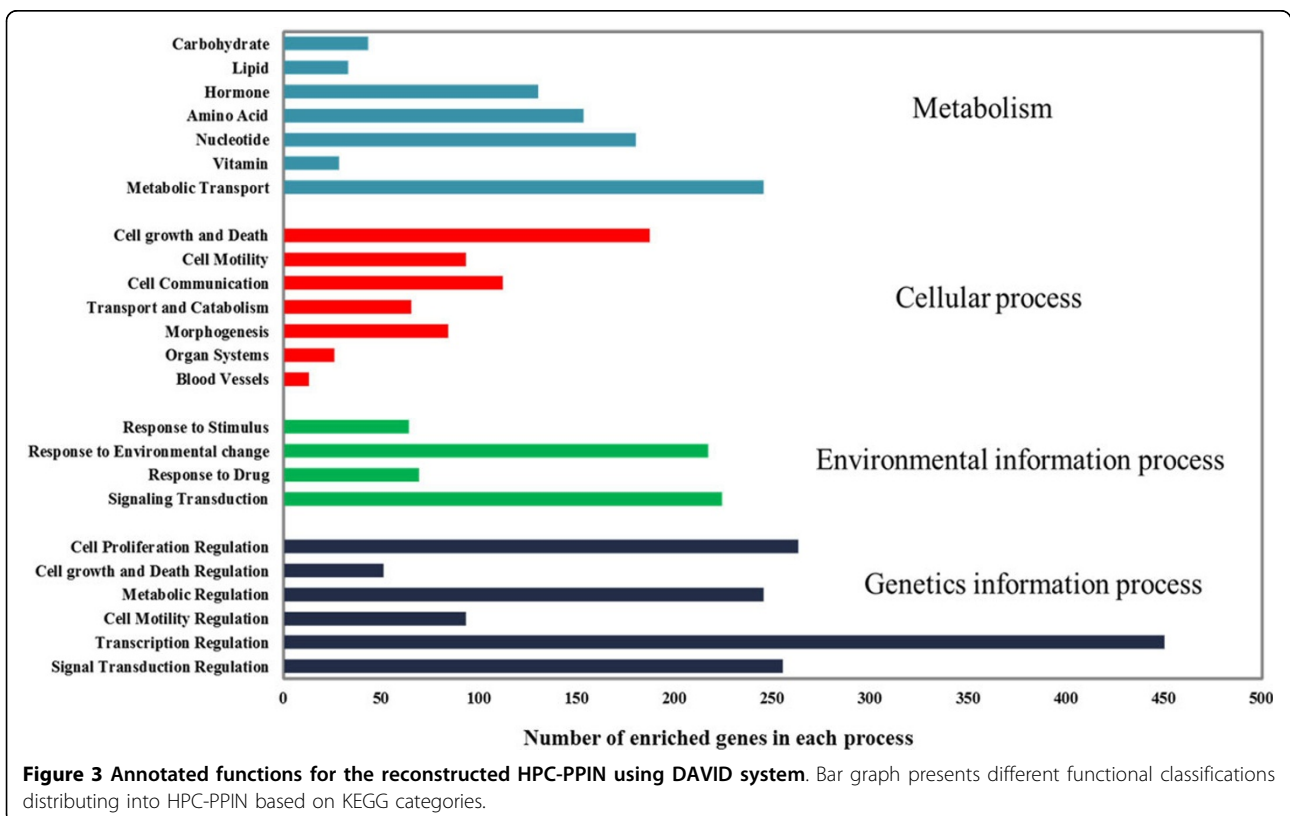 Carbohydrate
Lipid
Hormone
Amino Acid
Nucleotide
Vitamin
Metabolic Transport
Metabolism
Cell growth and Death
Cell Motility
Cell Communication
Transport and Catabolism
Morphogenesis
Organ Systems
Blood Vessels
Cellular process
Response to Stimulus
Response to Environmental change
Response to Drug
Signaling Transduction
Environmental information process
Cell Proliferation Regulation
Cell growth and Death Regulation
Metabolic Regulation
Cell Motility Regulation
Transcription Regulation
Signal Transduction Regulation
Genetics information process
0 50 100 150 200 250 300 350 400 450 500
Number of enriched genes in each process
Figure 3 Annotated functions for the reconstructed HPC-PPIN using DAVID system. Bar graph presents different functional classifications
distributing into HPC-PPIN based on KEGG categories.